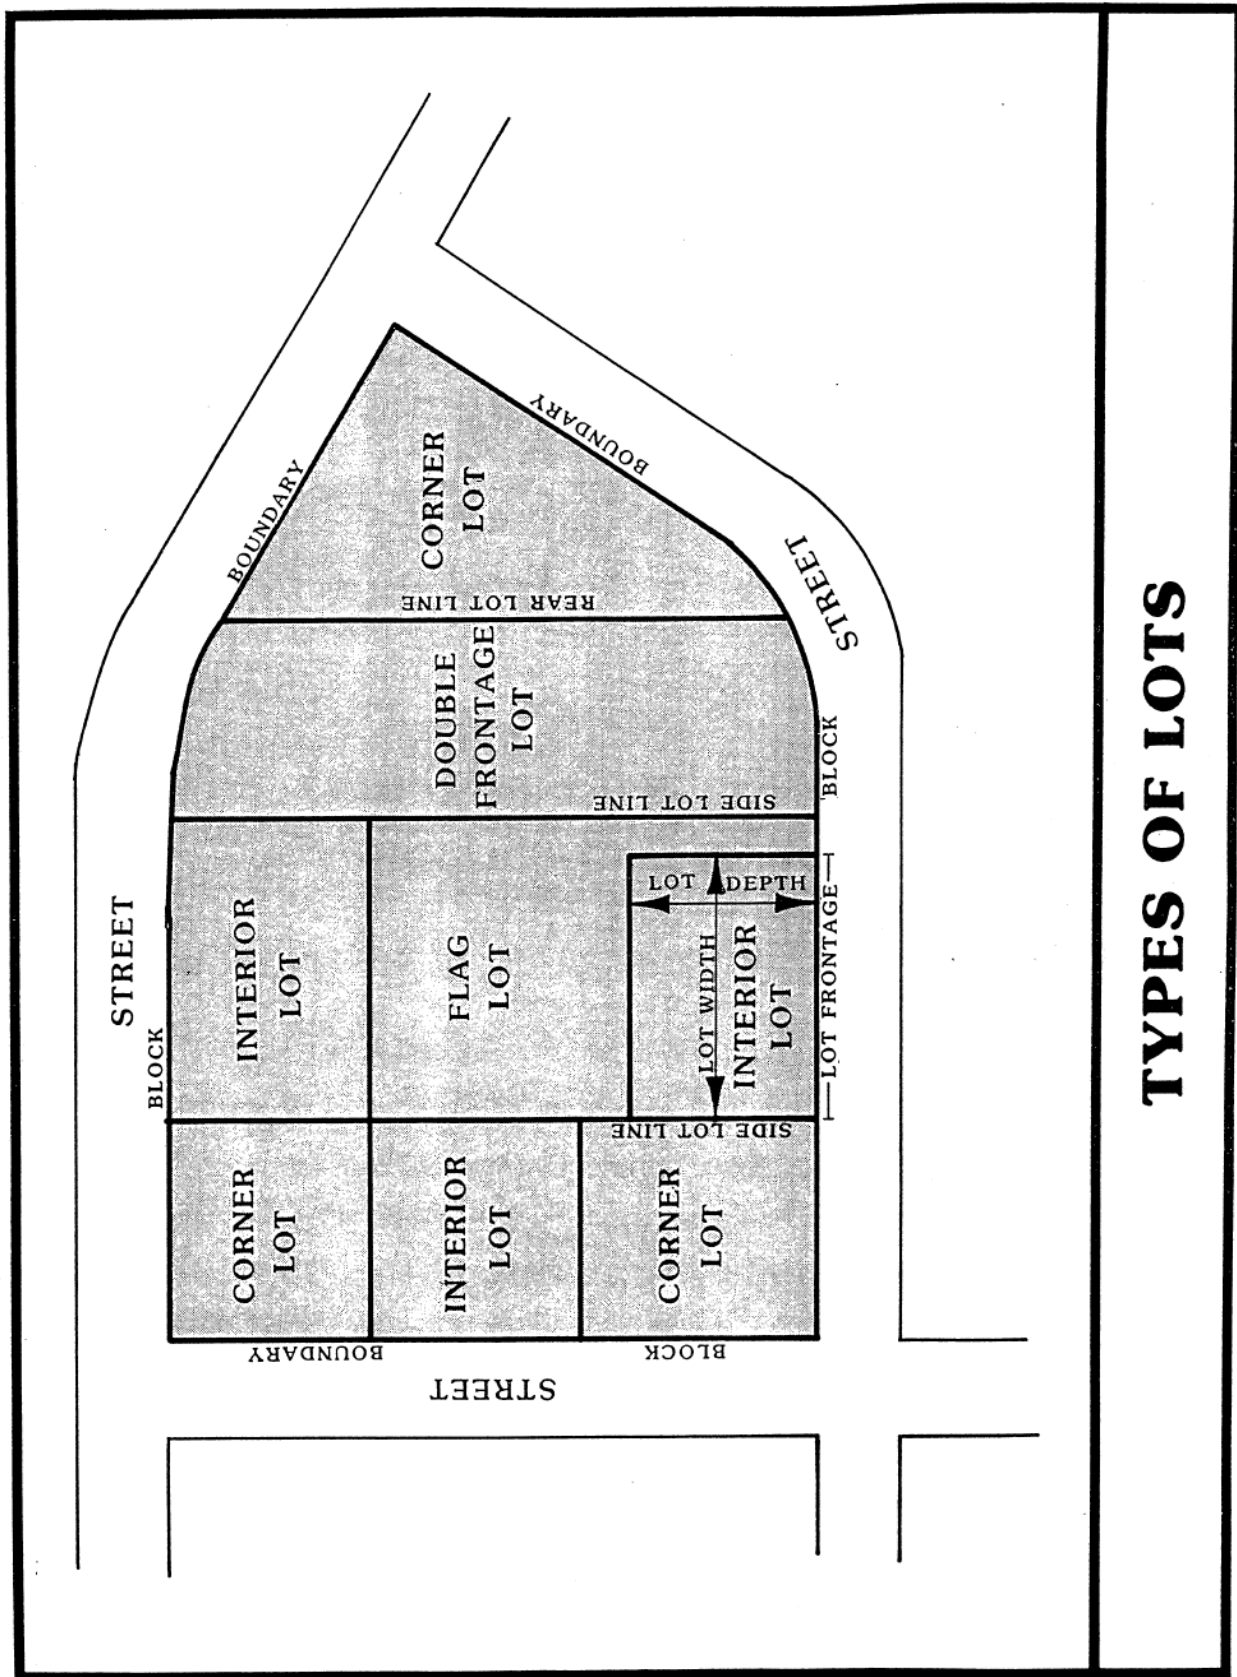 STREET
BLOCK
BOUNDARY
BOUNDARY
CORNER
LOT
REAR LOT LINE
DOUBLE
FRONTAGE
LOT
SIDE LOT LINE
STREET
BLOCK
INTERIOR
LOT
FLAG
LOT
LOT DEPTH
LOT WIDTH
INTERIOR
LOT
LOT FRONTAGE
SIDE LOT LINE
CORNER
LOT
INTERIOR
LOT
CORNER
LOT
BOUNDARY
BLOCK
STREET
TYPES OF LOTS